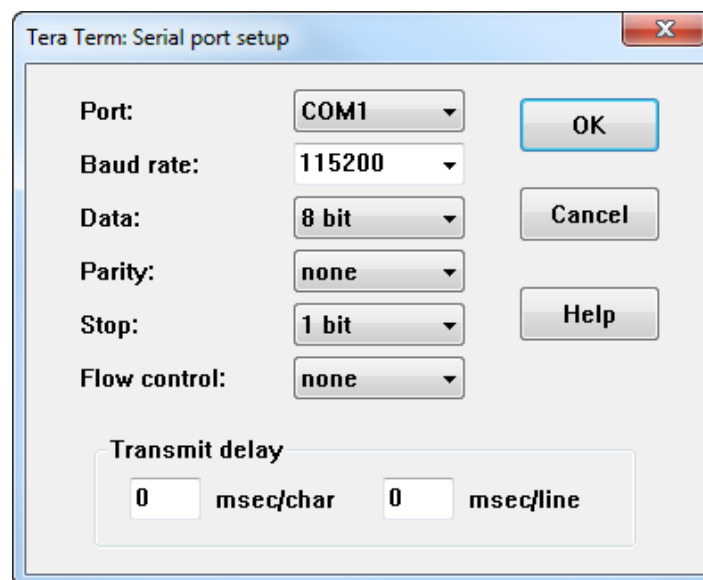 Tera Term: Serial port setup
Port: COM1 OK
Baud rate: 115200
Data: 8 bit Cancel
Parity: none
Stop: 1 bit Help
Flow control: none
Transmit delay
0 msec/char 0 msec/line